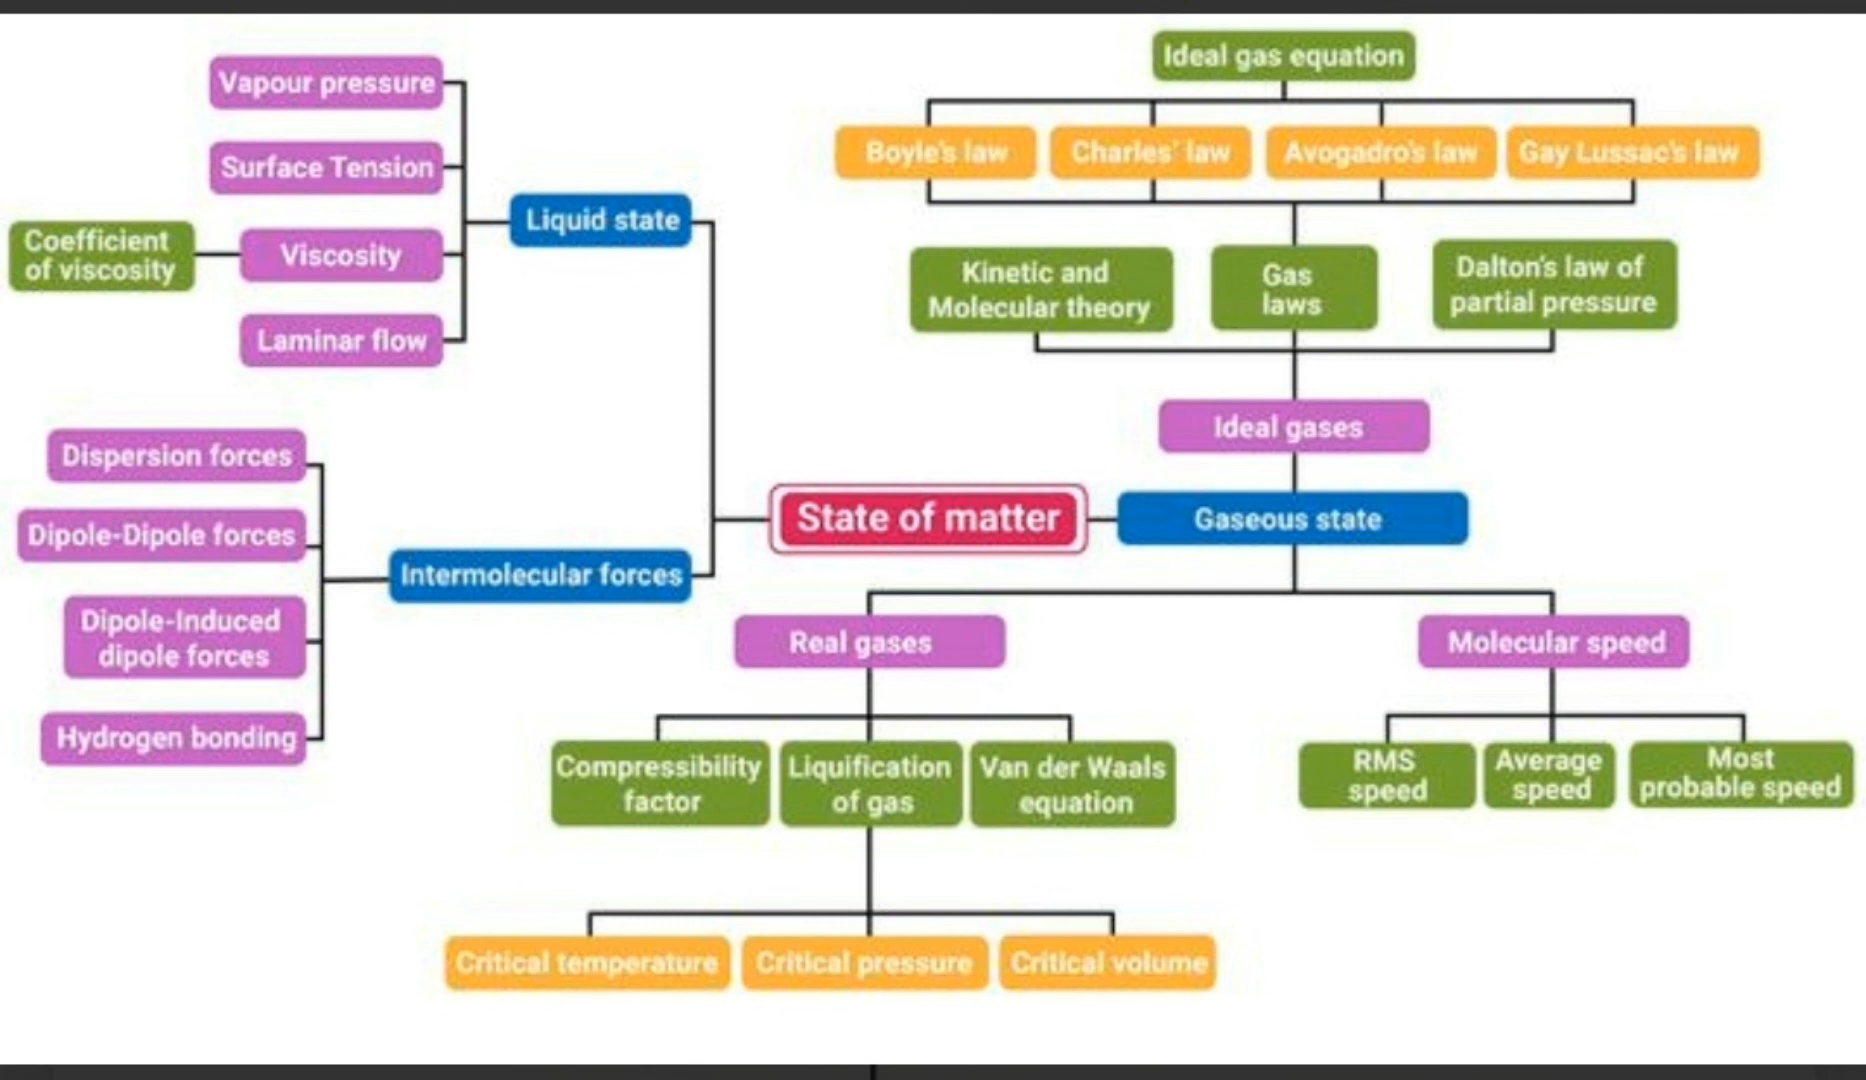 Ideal gas equation
Vapour pressure
Boyle's law
Charles' law
Avogadro's law
Gay Lussac's law
Surface Tension
Liquid state
Coefficient
of viscosity
Viscosity
Laminar flow
Kinetic and
Molecular theory
Gas
laws
Dalton's law of
partial pressure
Ideal gases
Dispersion forces
Dipole-Dipole forces
Dipole-Induced
dipole forces
Hydrogen bonding
Intermolecular forces
State of matter
Gaseous state
Real gases
Molecular speed
Compressibility
factor
Liquification
of gas
Van der Waals
equation
RMS
speed
Average
speed
Most
probable speed
Critical temperature
Critical pressure
Critical volume